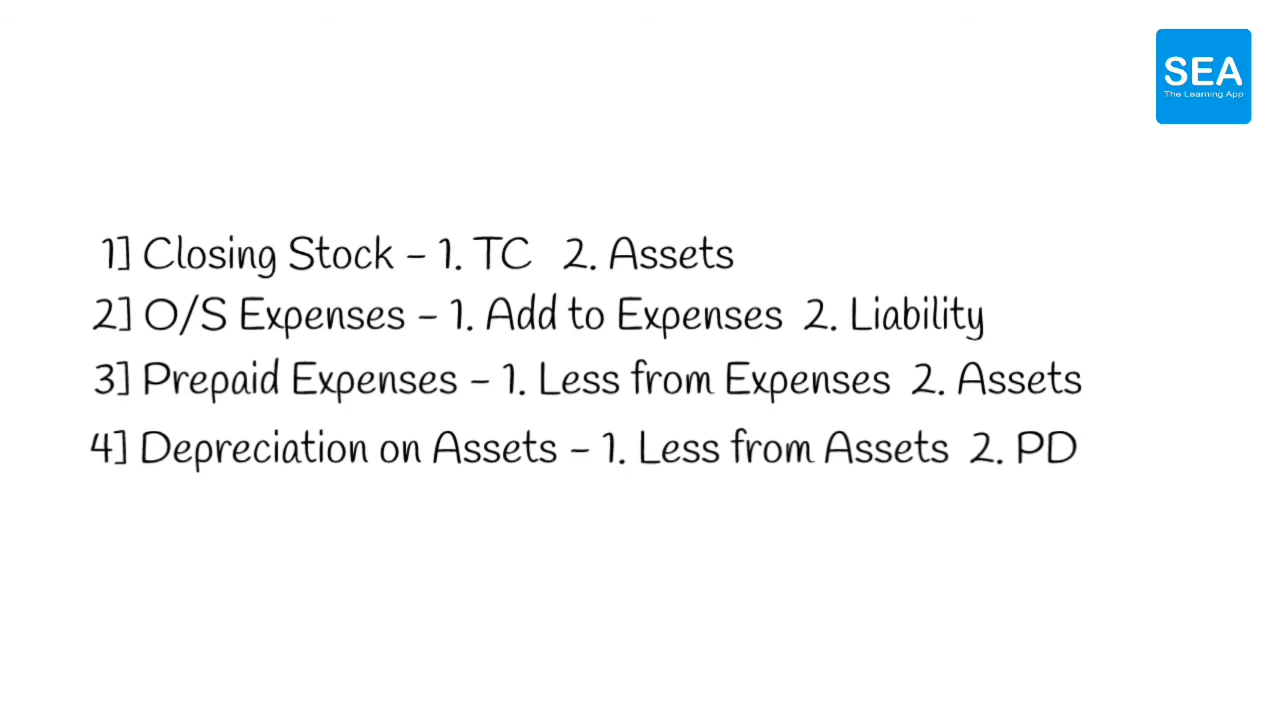 SEA
The Learning App
1] Closing Stock - 1. TC 2. Assets
2] O/S Expenses - 1. Add to Expenses 2. Liability
3] Prepaid Expenses - 1. Less from Expenses 2. Assets
4] Depreciation on Assets - 1. Less from Assets 2. PD